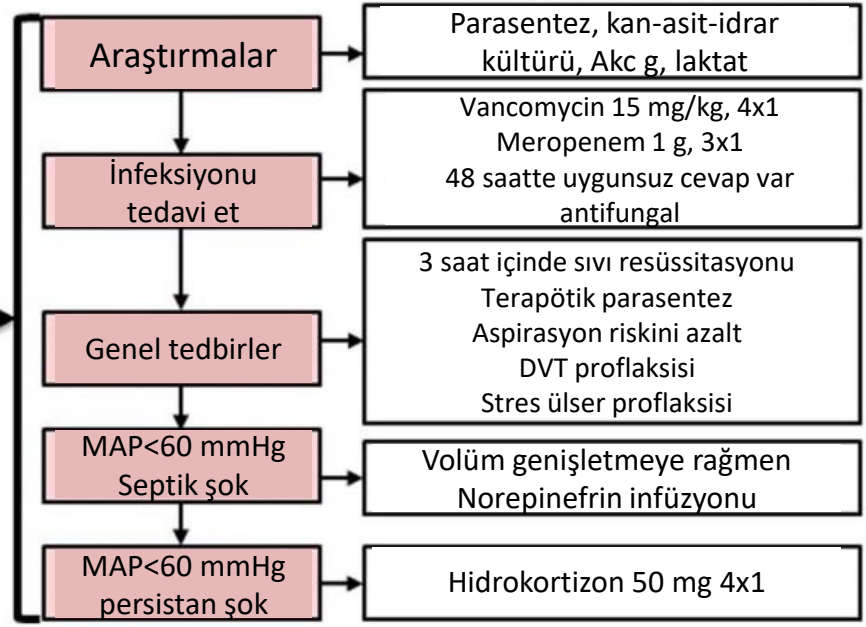 Araştırmalar
Parasentez, kan-asit-idrar
kültürü, Akc g, laktat
İnfeksiyonu
tedavi et
Vancomycin 15 mg/kg, 4x1
Meropenem 1 g, 3x1
48 saatte uygunsuz cevap var
antifungal
Genel tedbirler
3 saat içinde sıvı resüssitasyonu
Terapötik parasentez
Aspirasyon riskini azalt
DVT proflaksisi
Stres ülser proflaksisi
MAP<60 mmHg
Septik şok
Volüm genişletmeye rağmen
Norepinefrin infüzyonu
MAP<60 mmHg
persistan şok
Hidrokortizon 50 mg 4x1